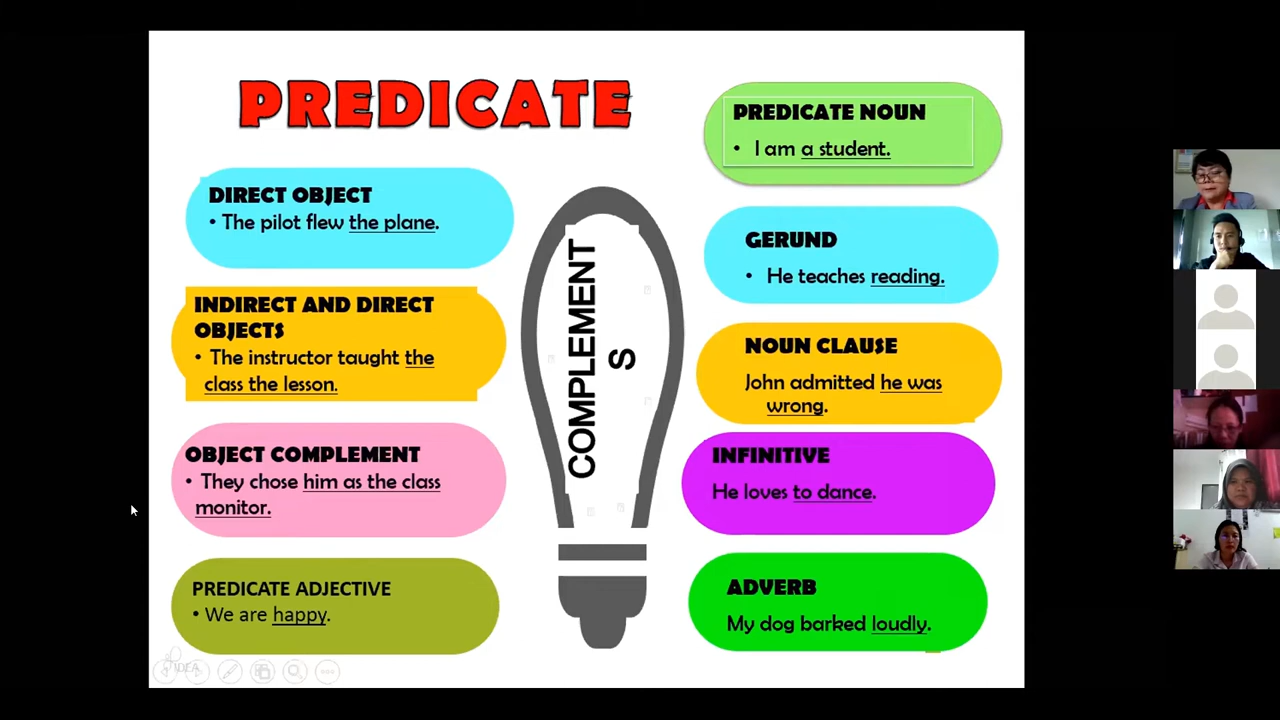 PREDICATE
DIRECT OBJECT
• The pilot flew the plane.
INDIRECT AND DIRECT
OBJECTS
• The instructor taught the
class the lesson.
OBJECT COMPLEMENT
• They chose him as the class
monitor.
PREDICATE ADJECTIVE
• We are happy.
IDEA
COMPLEMENT
S
PREDICATE NOUN
• I am a student.
GERUND
• He teaches reading.
NOUN CLAUSE
John admitted he was
wrong.
INFINITIVE
He loves to dance.
ADVERB
My dog barked loudly.